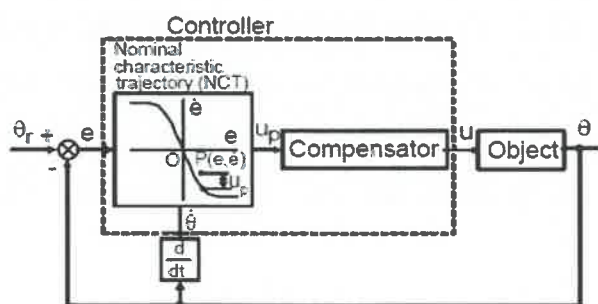 Controller
Nominal
characteristic
trajectory (NCT)
ė
θr + e e up u θ
O P(e,ė) Compensator Object
-
up
θ̇
d
dt